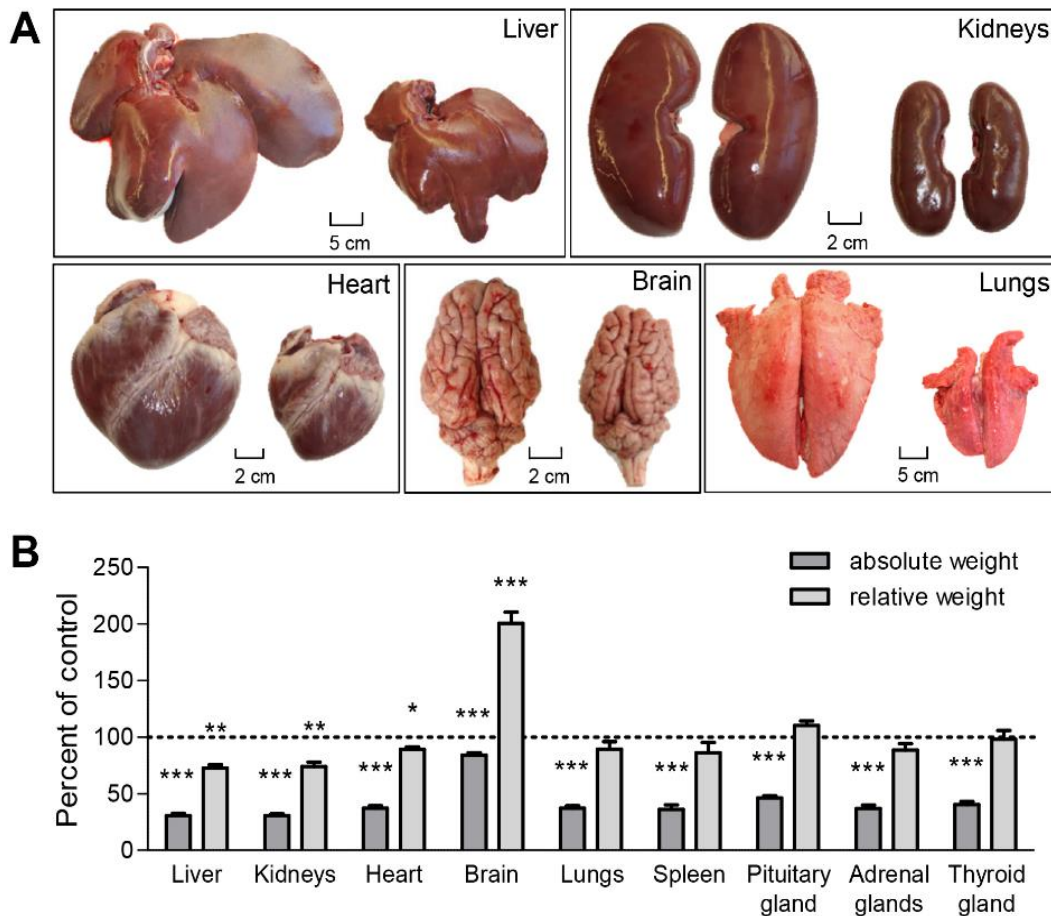 A
Liver
5 cm
Kidneys
2 cm
Heart
2 cm
Brain
2 cm
Lungs
5 cm
B
Percent of control
250
200
150
100
50
0
absolute weight
relative weight
***
**
***
**
***
*
***
***
***
***
***
***
***
Liver
Kidneys
Heart
Brain
Lungs
Spleen
Pituitary
gland
Adrenal
glands
Thyroid
gland